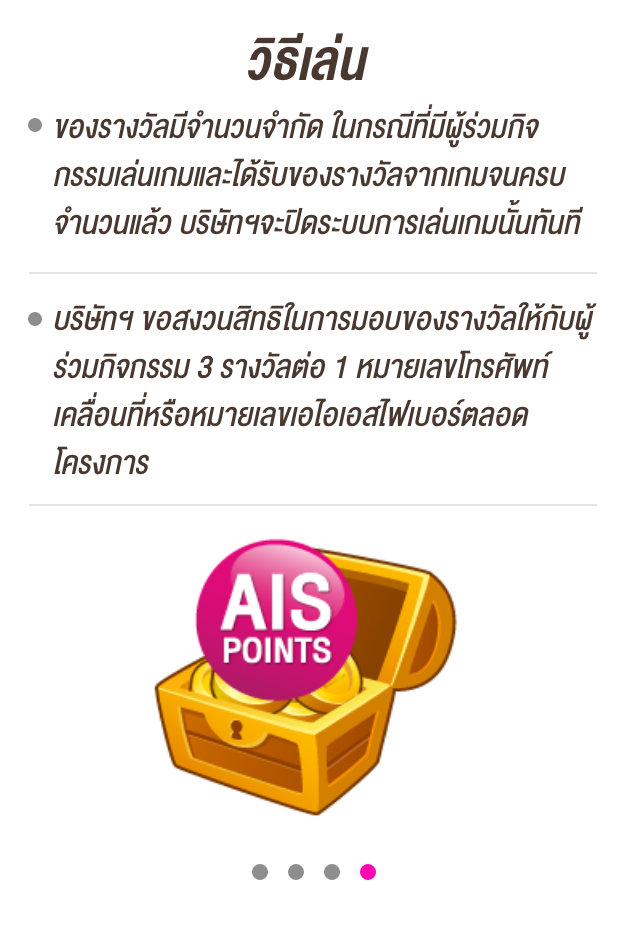 วิธีเล่น
ของรางวัลมีจำนวนจำกัด ในกรณีที่มีผู้ร่วมกิจ
กรรมเล่นเกมและได้รับของรางวัลจากเกมจนครบ
จำนวนแล้ว บริษัทฯจะปิดระบบการเล่นเกมนั้นทันที
บริษัทฯ ขอสงวนสิทธิในการมอบของรางวัลให้กับผู้
ร่วมกิจกรรม 3 รางวัลต่อ 1 หมายเลขโทรศัพท์
เคลื่อนที่หรือหมายเลขเอไอเอสไฟเบอร์ตลอด
โครงการ
AIS
POINTS